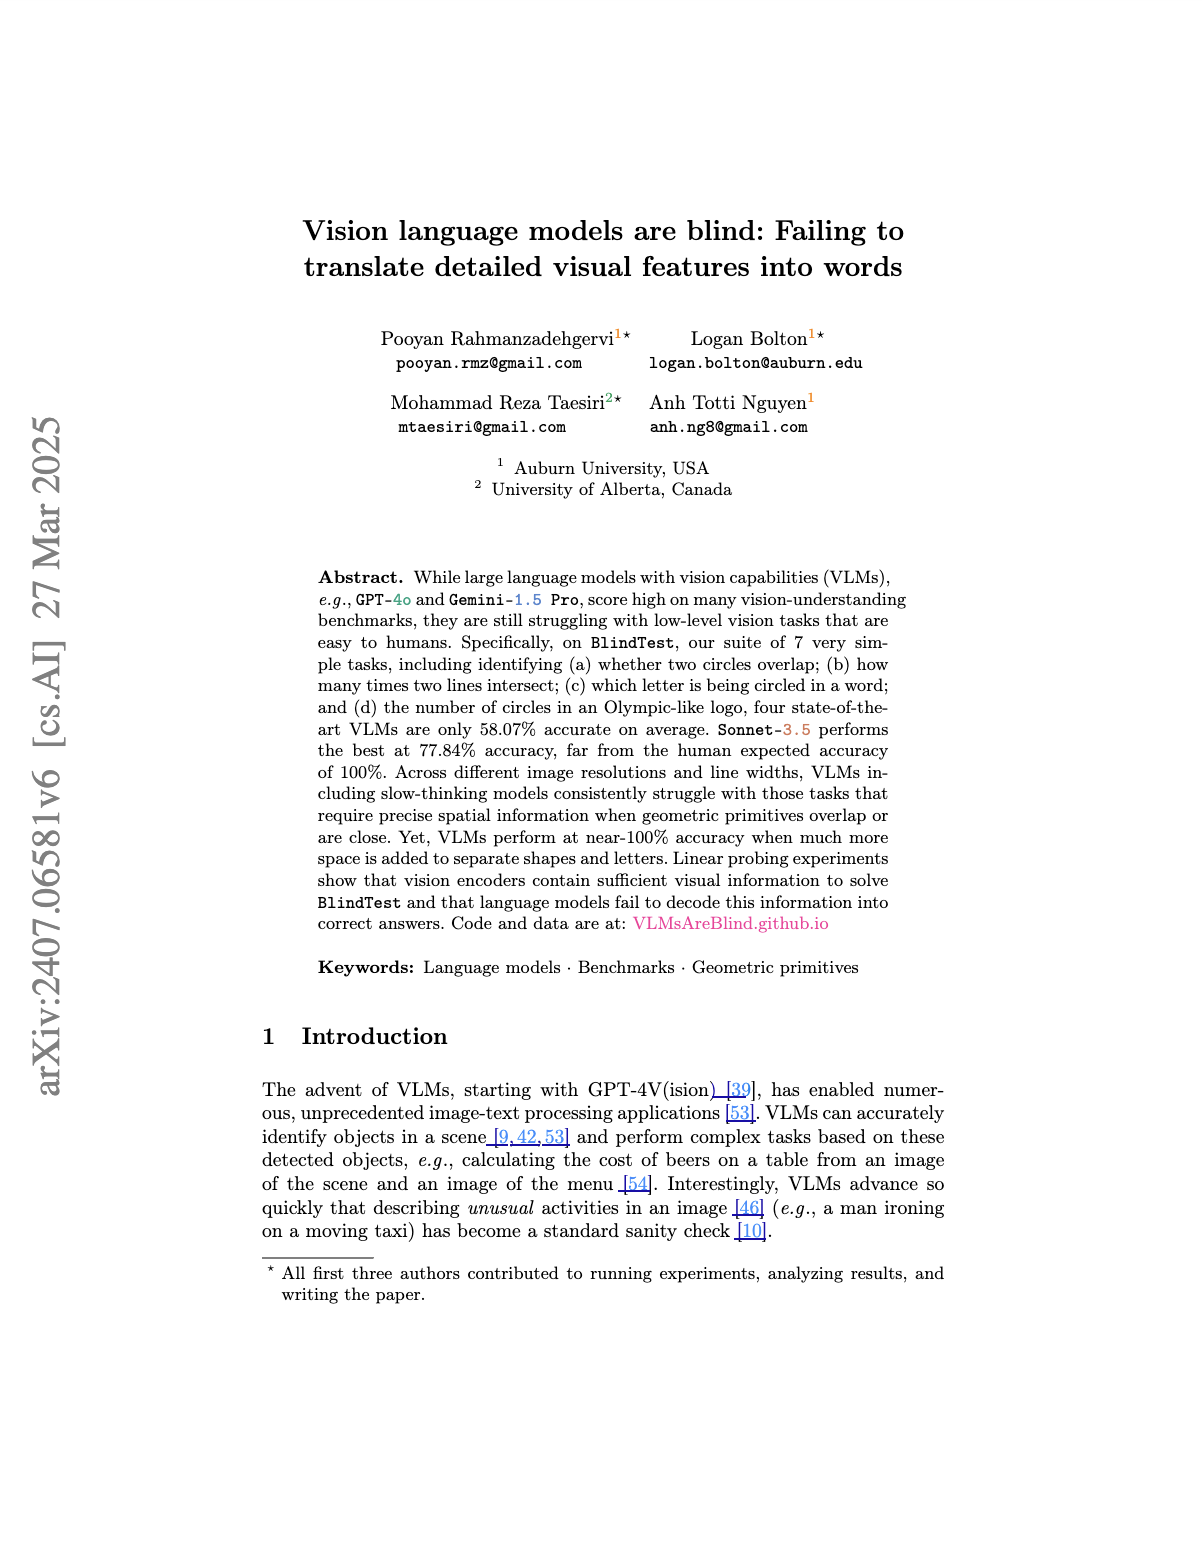 arXiv:2407.06581v6 [cs.AI] 27 Mar 2025
Vision language models are blind: Failing to
translate detailed visual features into words
Pooyan Rahmanzadehgervi1⋆ Logan Bolton1⋆
pooyan.rmz@gmail.com logan.bolton@auburn.edu
Mohammad Reza Taesiri2⋆ Anh Totti Nguyen1
mtaesiri@gmail.com anh.ng8@gmail.com
1 Auburn University, USA
2 University of Alberta, Canada
Abstract. While large language models with vision capabilities (VLMs),
e.g., GPT-4o and Gemini-1.5 Pro, score high on many vision-understanding
benchmarks, they are still struggling with low-level vision tasks that are
easy to humans. Specifically, on BlindTest, our suite of 7 very sim-
ple tasks, including identifying (a) whether two circles overlap; (b) how
many times two lines intersect; (c) which letter is being circled in a word;
and (d) the number of circles in an Olympic-like logo, four state-of-the-
art VLMs are only 58.07% accurate on average. Sonnet-3.5 performs
the best at 77.84% accuracy, far from the human expected accuracy
of 100%. Across different image resolutions and line widths, VLMs in-
cluding slow-thinking models consistently struggle with those tasks that
require precise spatial information when geometric primitives overlap or
are close. Yet, VLMs perform at near-100% accuracy when much more
space is added to separate shapes and letters. Linear probing experiments
show that vision encoders contain sufficient visual information to solve
BlindTest and that language models fail to decode this information into
correct answers. Code and data are at: VLMsAreBlind.github.io
Keywords: Language models · Benchmarks · Geometric primitives
1 Introduction
The advent of VLMs, starting with GPT-4V(ision) [39], has enabled numer-
ous, unprecedented image-text processing applications [53]. VLMs can accurately
identify objects in a scene [9,42,53] and perform complex tasks based on these
detected objects, e.g., calculating the cost of beers on a table from an image
of the scene and an image of the menu [54]. Interestingly, VLMs advance so
quickly that describing unusual activities in an image [46] (e.g., a man ironing
on a moving taxi) has become a standard sanity check [10].
⋆ All first three authors contributed to running experiments, analyzing results, and
writing the paper.